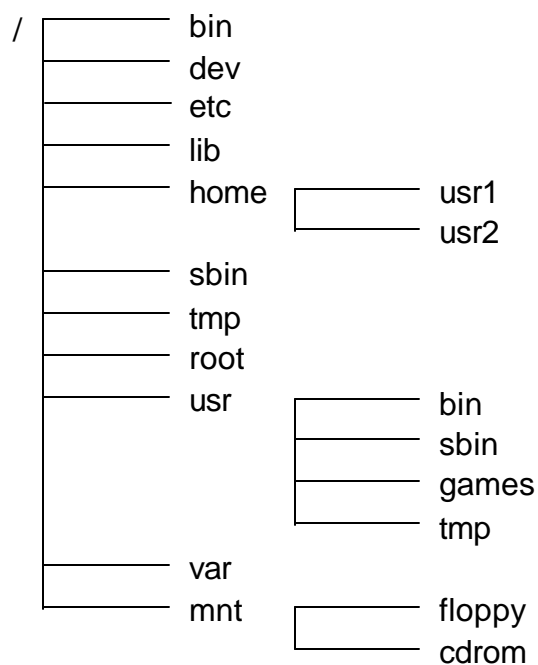 / bin
dev
etc
lib
home usr1
usr2
sbin
tmp
root
usr bin
sbin
games
tmp
var
mnt floppy
cdrom